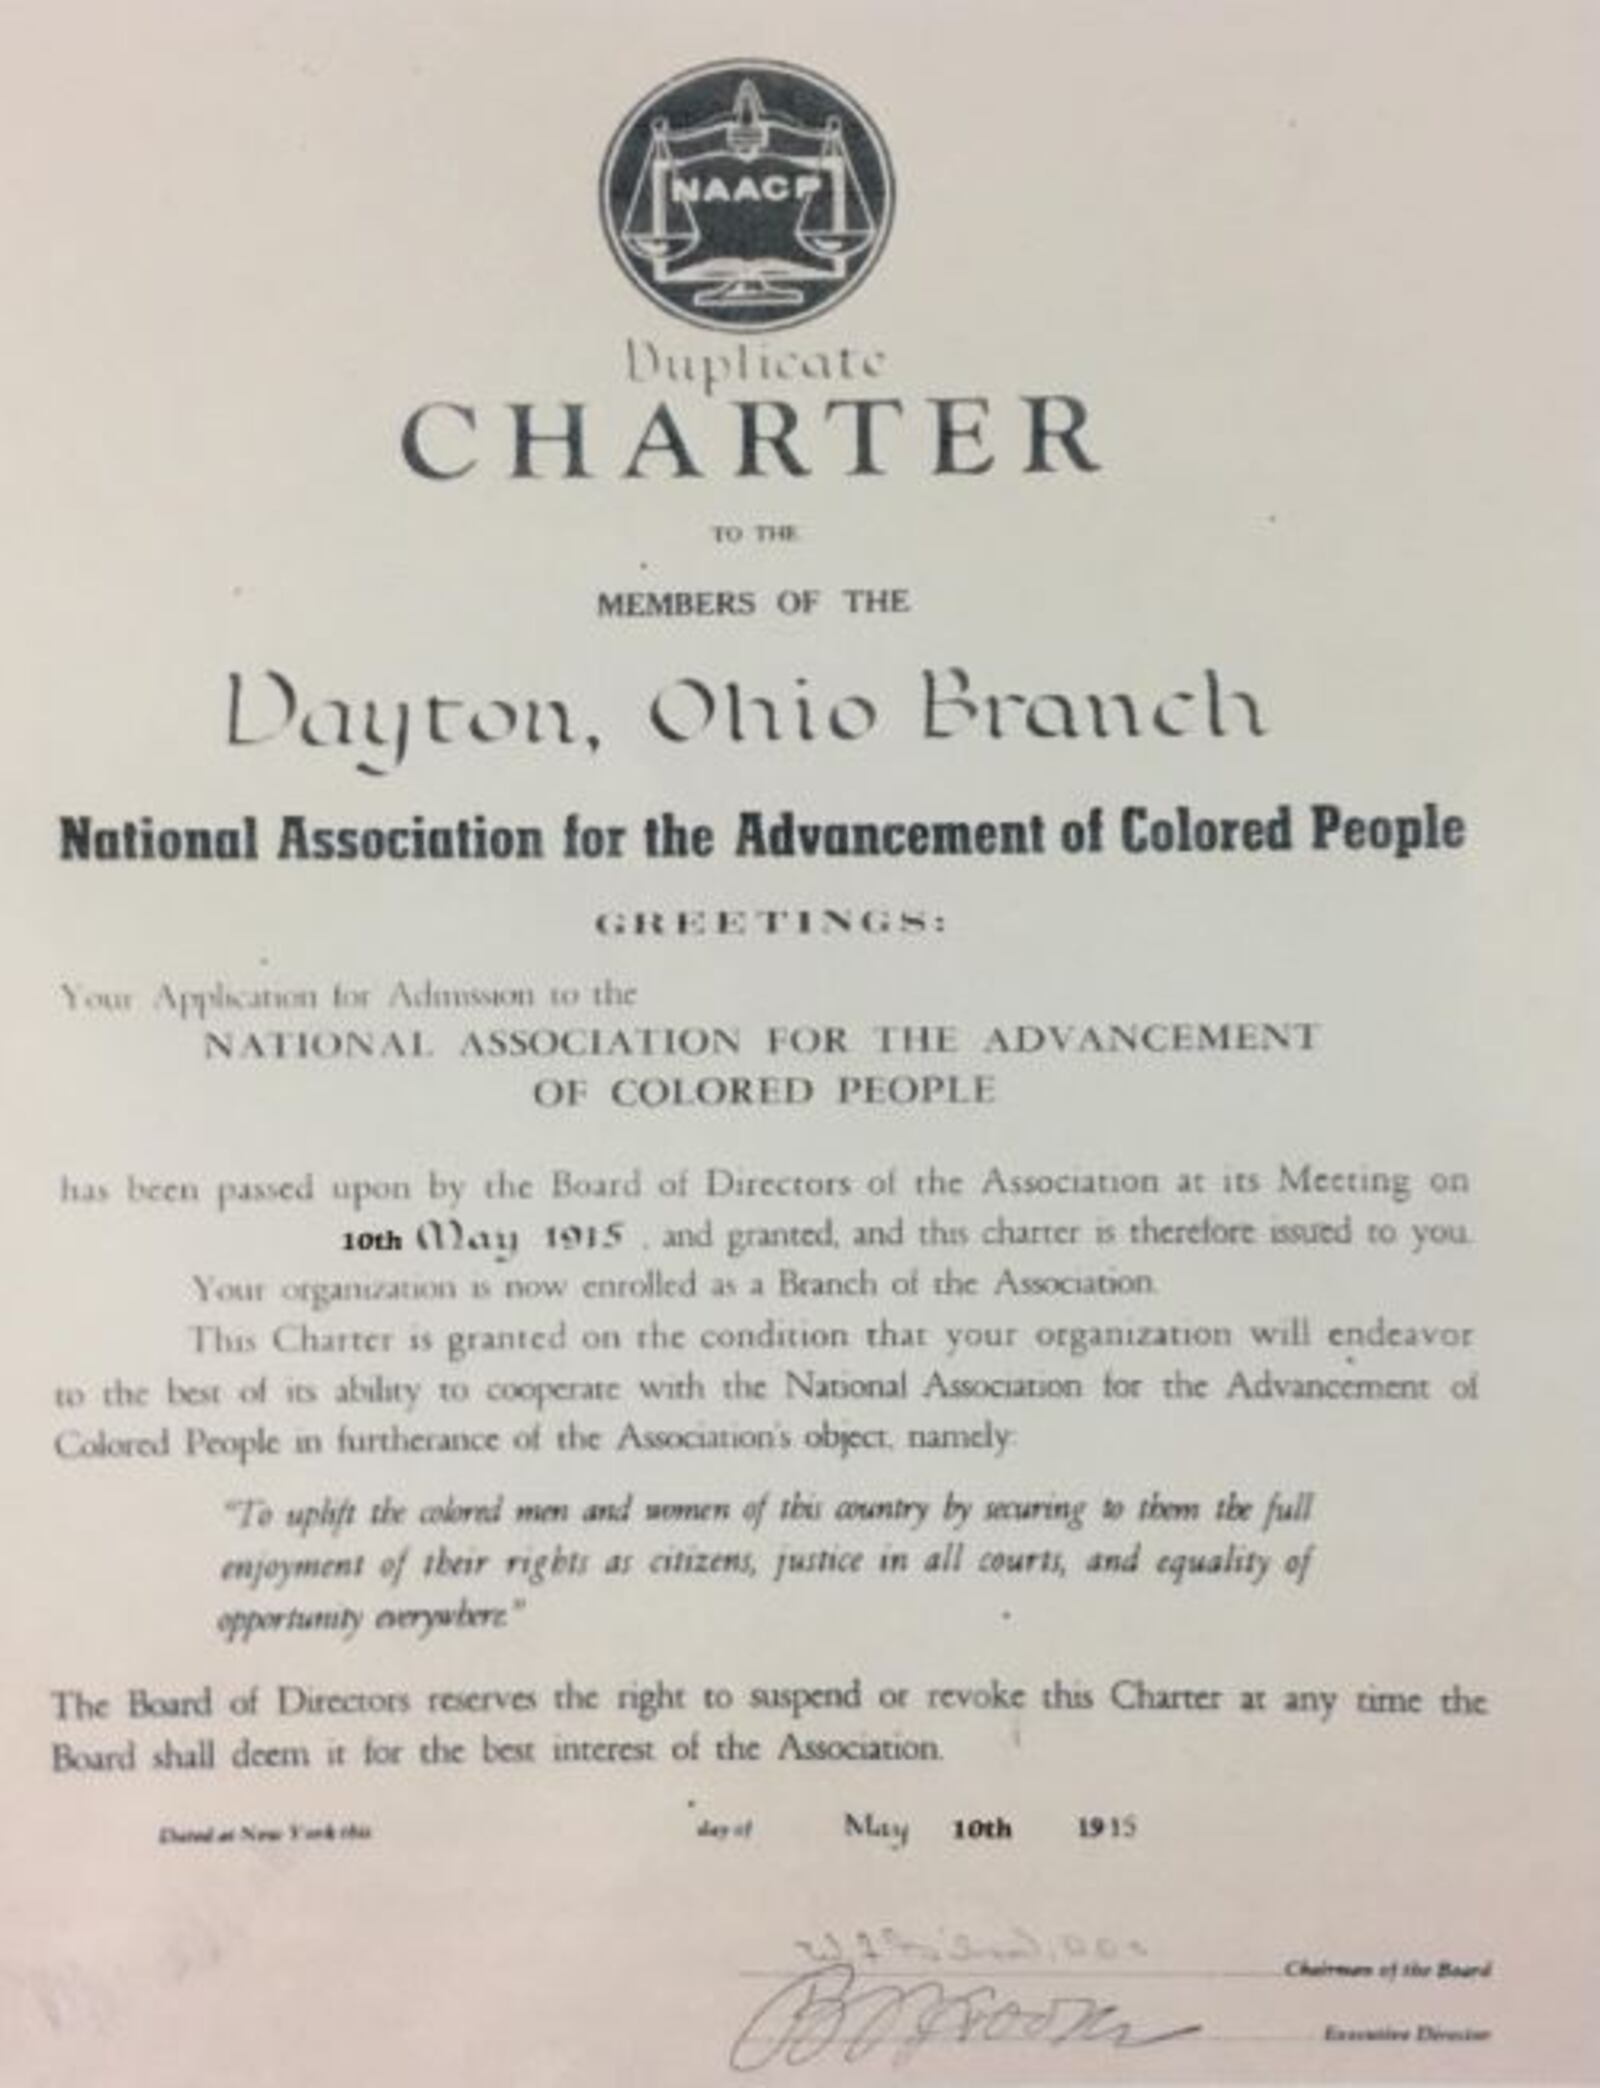 NAACP
Duplicate
CHARTER
TO THE
MEMBERS OF THE
Dayton, Ohio Branch
National Association for the Advancement of Colored People
GREETINGS:
Your Application for Admission to the
NATIONAL ASSOCIATION FOR THE ADVANCEMENT
OF COLORED PEOPLE
has been passed upon by the Board of Directors of the Association at its Meeting on
10th May 1915 , and granted, and this charter is therefore issued to you.
Your organization is now enrolled as a Branch of the Association.
This Charter is granted on the condition that your organization will endeavor
to the best of its ability to cooperate with the National Association for the Advancement of
Colored People in furtherance of the Association's object, namely:
"To uplift the colored men and women of this country by securing to them the full
enjoyment of their rights as citizens, justice in all courts, and equality of
opportunity everywhere."
The Board of Directors reserves the right to suspend or revoke this Charter at any time the
Board shall deem it for the best interest of the Association.
Dated at New York this day of May 10th 1915
Chairman of the Board
Executive Director